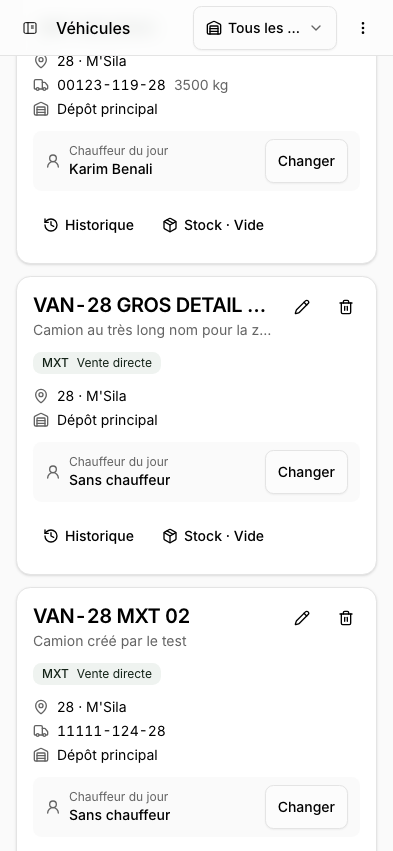 Véhicules
Tous les ...
28 · M'Sila
00123-119-28 3500 kg
Dépôt principal
Chauffeur du jour
Karim Benali
Changer
Historique
Stock · Vide
VAN-28 GROS DETAIL ...
Camion au très long nom pour la z...
MXT Vente directe
28 · M'Sila
Dépôt principal
Chauffeur du jour
Sans chauffeur
Changer
Historique
Stock · Vide
VAN-28 MXT 02
Camion créé par le test
MXT Vente directe
28 · M'Sila
11111-124-28
Dépôt principal
Chauffeur du jour
Sans chauffeur
Changer